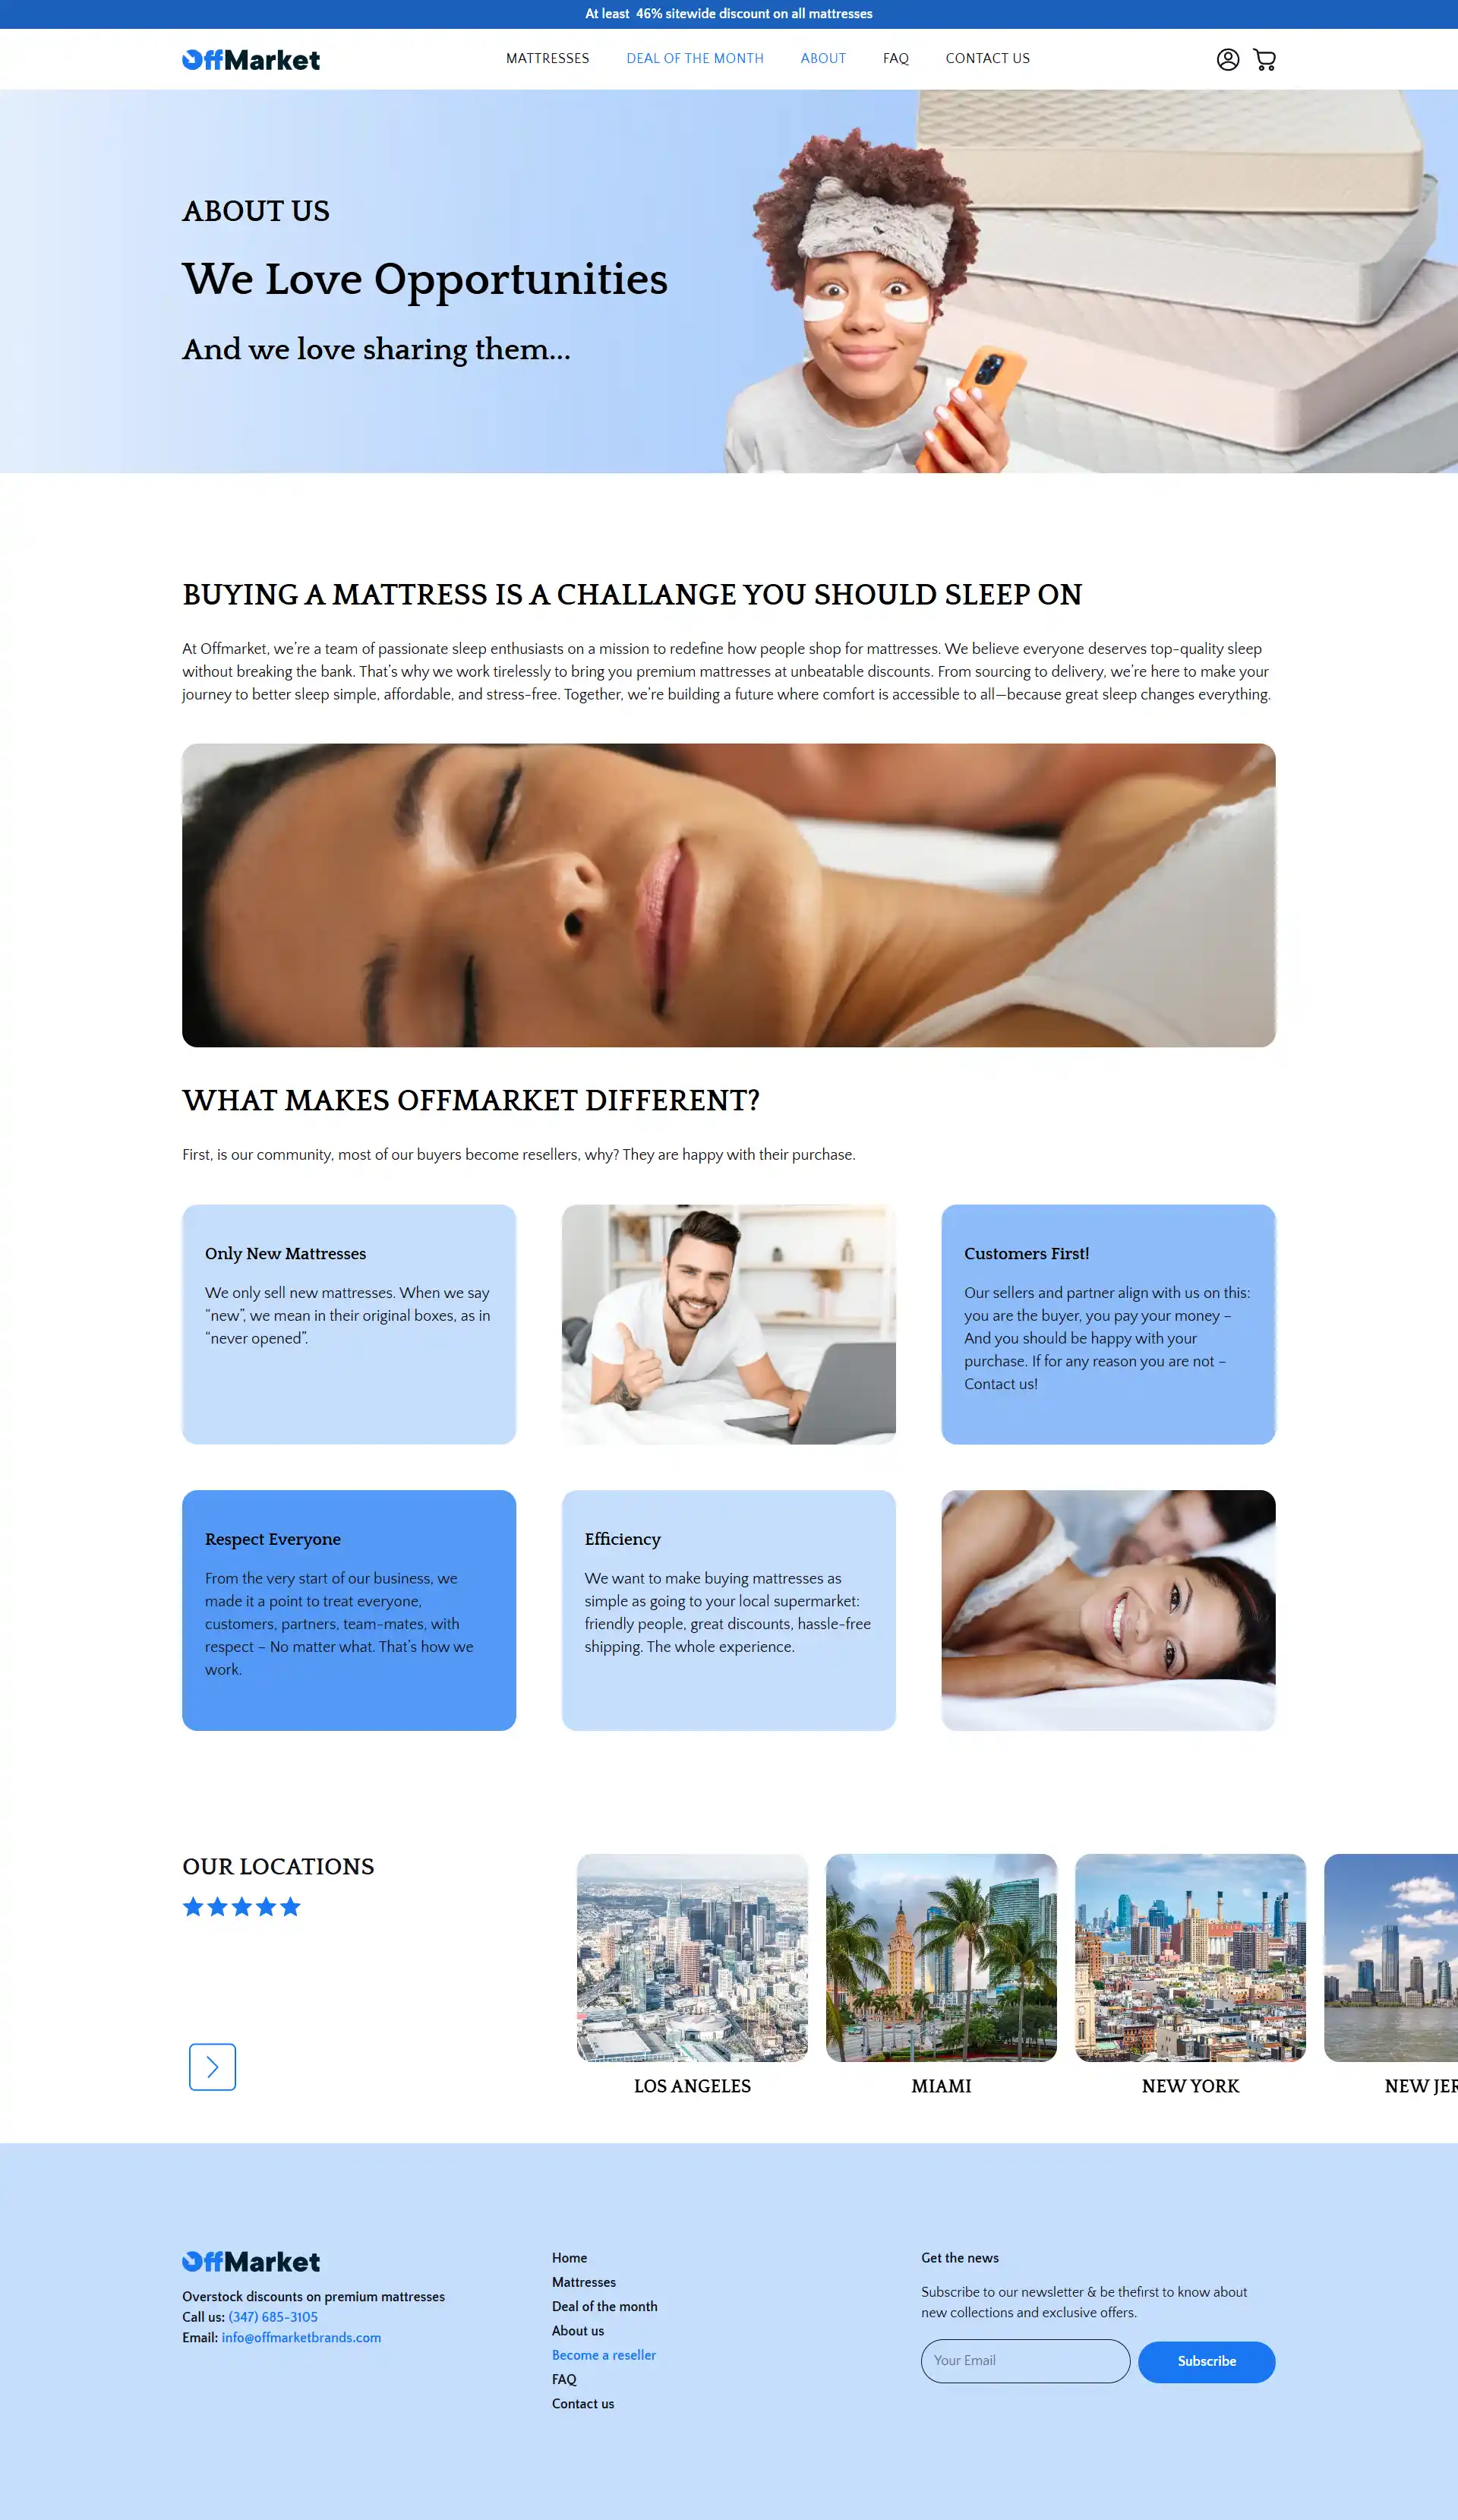 At least 46% sitewide discount on all mattresses
OffMarket
MATTRESSES
DEAL OF THE MONTH
ABOUT
FAQ
CONTACT US
ABOUT US
We Love Opportunities
And we love sharing them...
BUYING A MATTRESS IS A CHALLANGE YOU SHOULD SLEEP ON
At Offmarket, we’re a team of passionate sleep enthusiasts on a mission to redefine how people shop for mattresses. We believe everyone deserves top-quality sleep
without breaking the bank. That’s why we work tirelessly to bring you premium mattresses at unbeatable discounts. From sourcing to delivery, we’re here to make your
journey to better sleep simple, affordable, and stress-free. Together, we’re building a future where comfort is accessible to all—because great sleep changes everything.
WHAT MAKES OFFMARKET DIFFERENT?
First, is our community, most of our buyers become resellers, why? They are happy with their purchase.
Only New Mattresses
We only sell new mattresses. When we say
“new”, we mean in their original boxes, as in
“never opened”.
Customers First!
Our sellers and partner align with us on this:
you are the buyer, you pay your money –
And you should be happy with your
purchase. If for any reason you are not –
Contact us!
Respect Everyone
From the very start of our business, we
made it a point to treat everyone,
customers, partners, team-mates, with
respect – No matter what. That’s how we
work.
Efficiency
We want to make buying mattresses as
simple as going to your local supermarket:
friendly people, great discounts, hassle-free
shipping. The whole experience.
OUR LOCATIONS
LOS ANGELES
MIAMI
NEW YORK
NEW JER
OffMarket
Overstock discounts on premium mattresses
Call us: (347) 685-3105
Email: info@offmarketbrands.com
Home
Mattresses
Deal of the month
About us
Become a reseller
FAQ
Contact us
Get the news
Subscribe to our newsletter & be thefirst to know about
new collections and exclusive offers.
Your Email
Subscribe